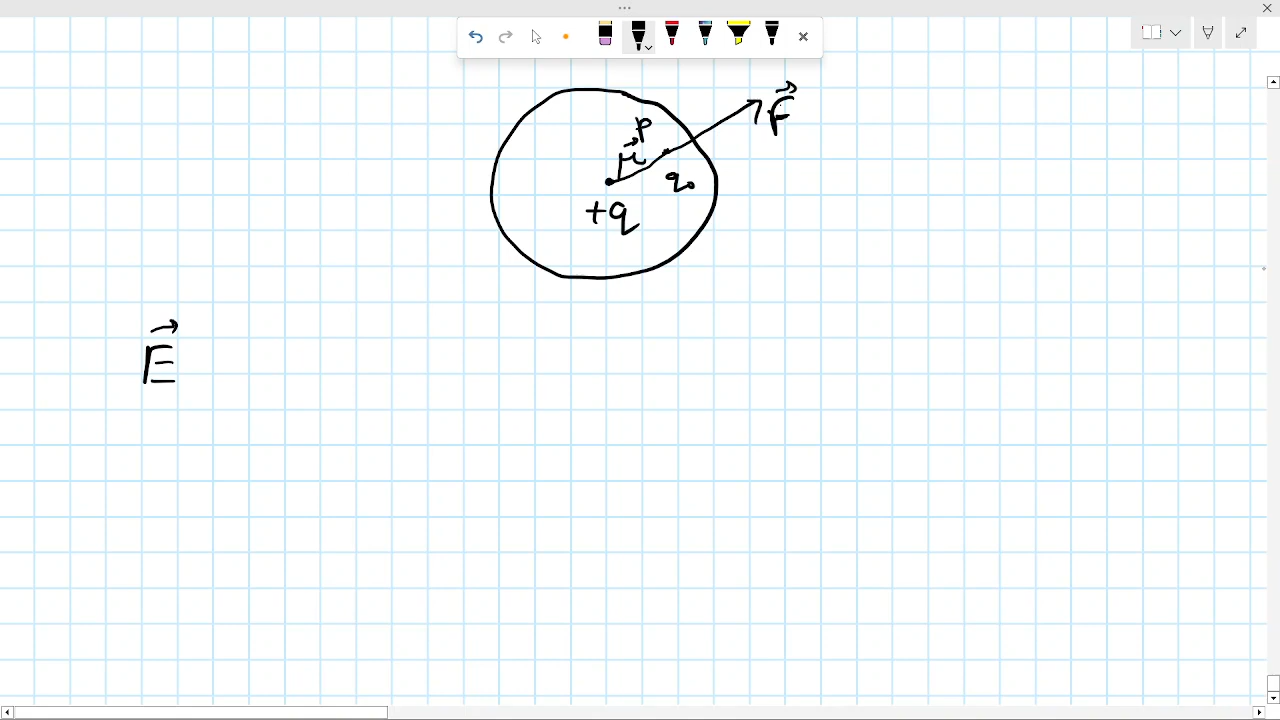 F⃗
P
r⃗
q₀
+q
E⃗